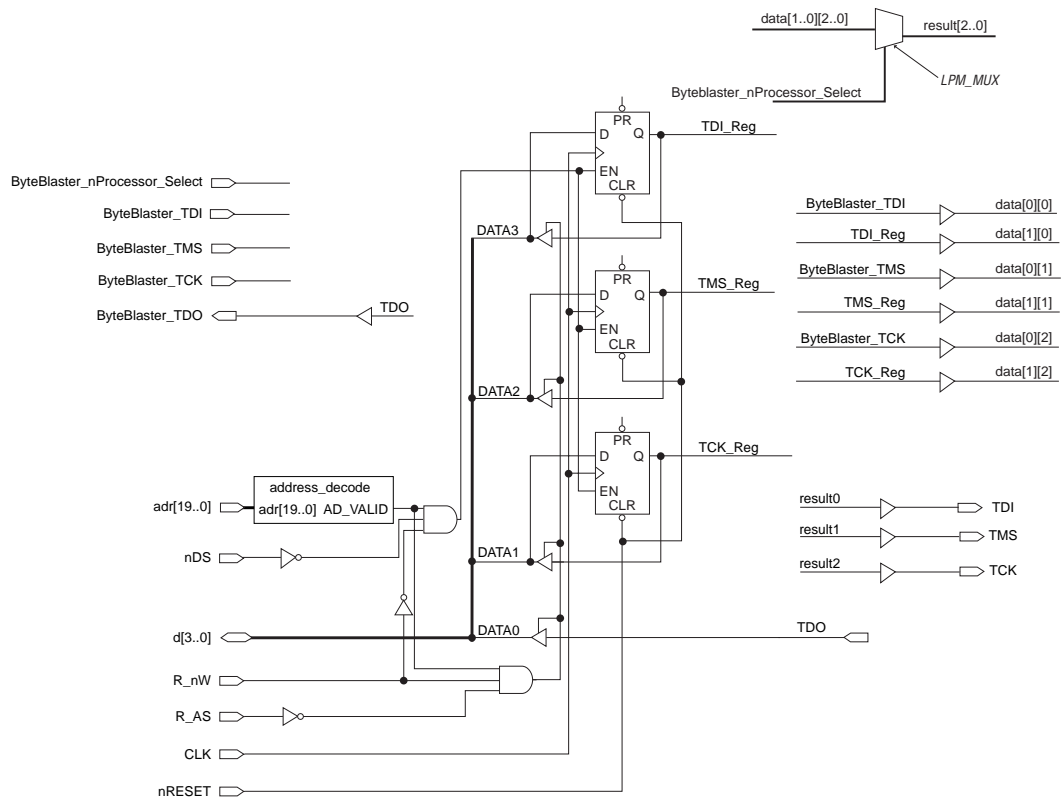 data[1..0][2..0]
result[2..0]
LPM_MUX
Byteblaster_nProcessor_Select
PR
D
Q
TDI_Reg
EN
CLR
ByteBlaster_nProcessor_Select
ByteBlaster_TDI
ByteBlaster_TMS
ByteBlaster_TCK
ByteBlaster_TDO
TDO
DATA3
PR
D
Q
TMS_Reg
EN
CLR
DATA2
ByteBlaster_TDI
data[0][0]
TDI_Reg
data[1][0]
ByteBlaster_TMS
data[0][1]
TMS_Reg
data[1][1]
ByteBlaster_TCK
data[0][2]
TCK_Reg
data[1][2]
PR
D
Q
TCK_Reg
EN
CLR
address_decode
adr[19..0]
adr[19..0] AD_VALID
nDS
DATA1
result0
TDI
result1
TMS
result2
TCK
d[3..0]
DATA0
TDO
R_nW
R_AS
CLK
nRESET